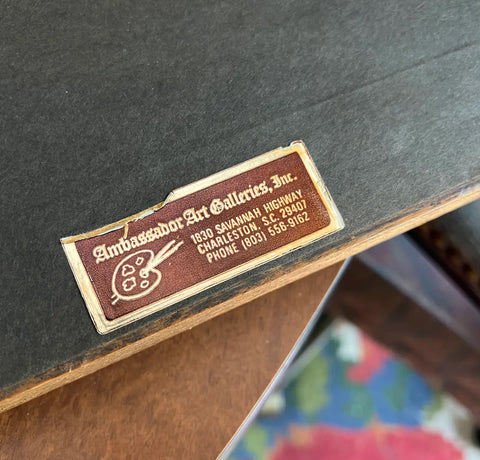 Ambassador Art Galleries, Inc.
1830 SAVANNAH HIGHWAY
CHARLESTON, S.C. 29407
PHONE (803) 556-9162